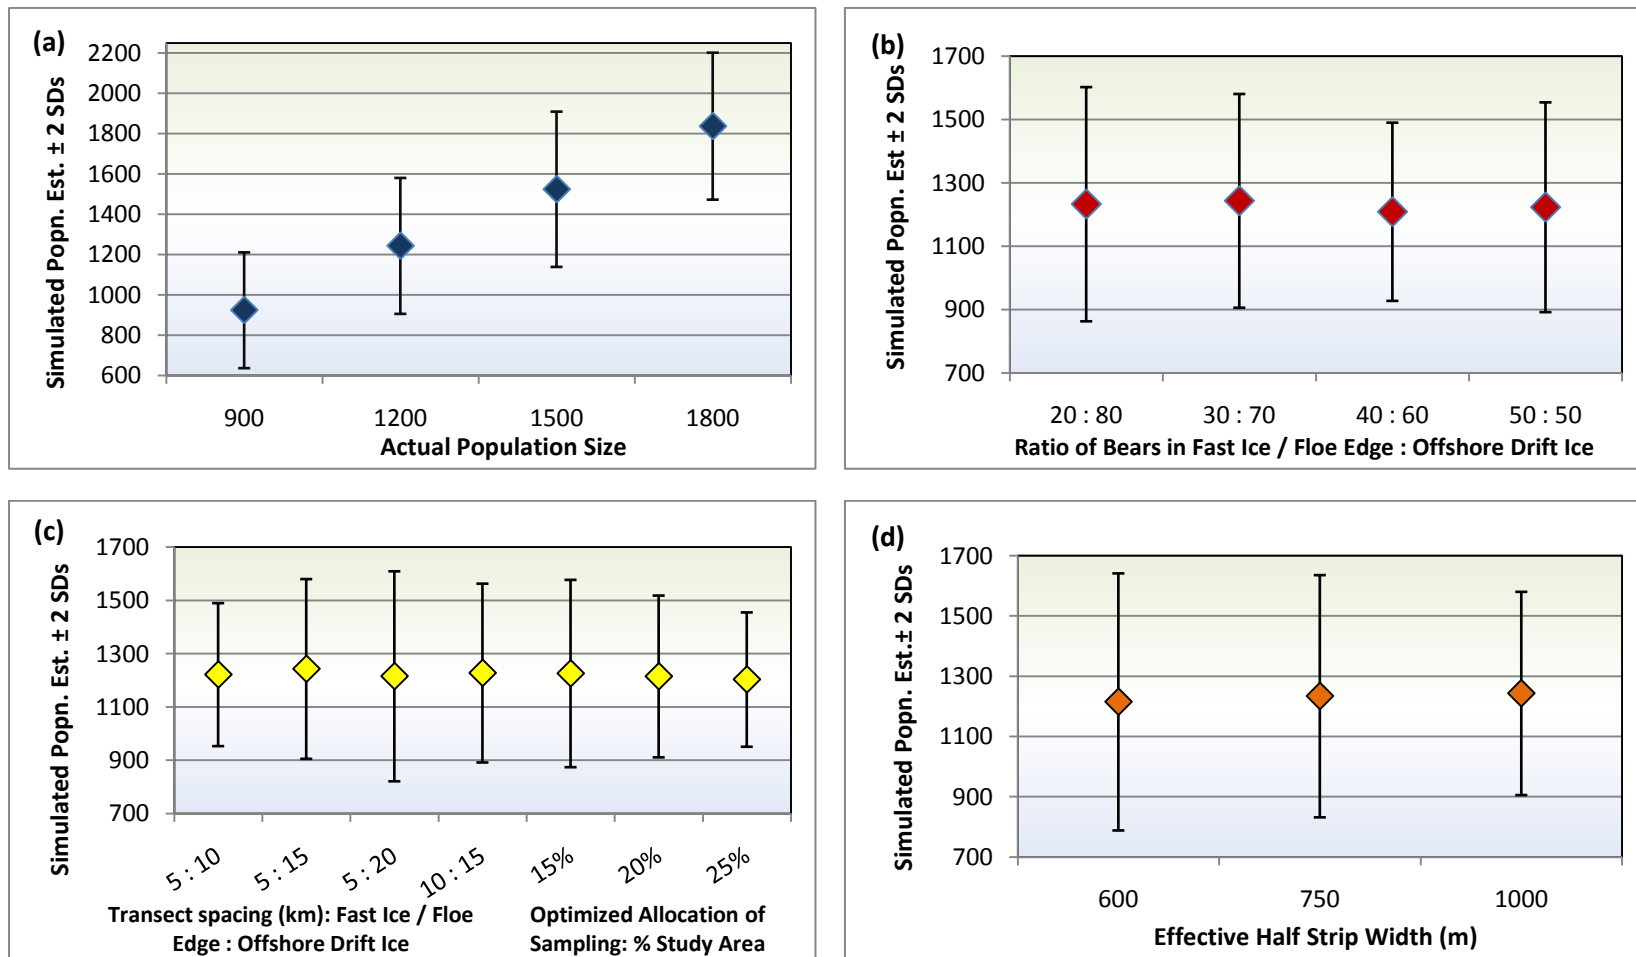 (a)
Simulated Popn. Est. ± 2 SDs
2200
2000
1800
1600
1400
1200
1000
800
600
900 1200 1500 1800
Actual Population Size
(b)
Simulated Popn. Est ± 2 SDs
1700
1500
1300
1100
900
700
20 : 80 30 : 70 40 : 60 50 : 50
Ratio of Bears in Fast Ice / Floe Edge : Offshore Drift Ice
(c)
Simulated Popn. Est. ± 2 SDs
1700
1500
1300
1100
900
700
5 : 10 5 : 15 5 : 20 10 : 15 15% 20% 25%
Transect spacing (km): Fast Ice / Floe
Edge : Offshore Drift Ice
Optimized Allocation of
Sampling: % Study Area
(d)
Simulated Popn. Est.± 2 SDs
1700
1500
1300
1100
900
700
600 750 1000
Effective Half Strip Width (m)